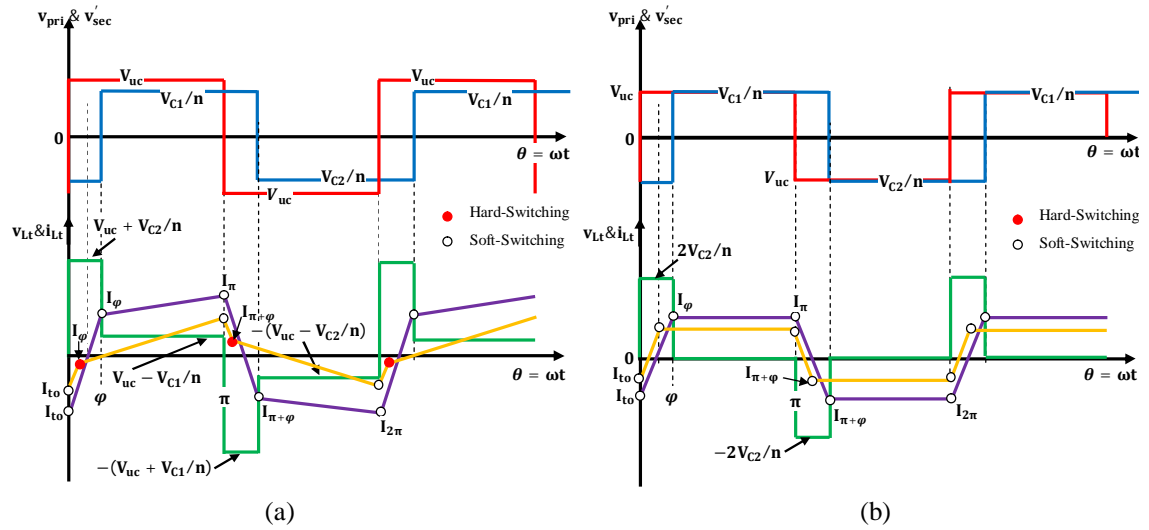 v_pri & v'_sec
V_uc
V_uc
V_C1/n
V_C1/n
0
θ = ωt
V_C2/n
V_uc
Hard-Switching
Soft-Switching
v_Lt & i_Lt
V_uc + V_C2/n
I_φ
I_π
I_φ
I_π+φ
−(V_uc − V_C2/n)
0
V_uc − V_C1/n
θ = ωt
I_to
I_to
φ
π
I_π+φ
I_2π
−(V_uc + V_C1/n)
(a)
v_pri & v'_sec
V_uc
V_C1/n
V_C1/n
0
θ = ωt
V_uc
V_C2/n
Hard-Switching
Soft-Switching
v_Lt & i_Lt
2V_C2/n
I_φ
I_π
0
θ = ωt
I_to
I_to
φ
I_π+φ
π
I_π+φ
I_2π
−2V_C2/n
(b)